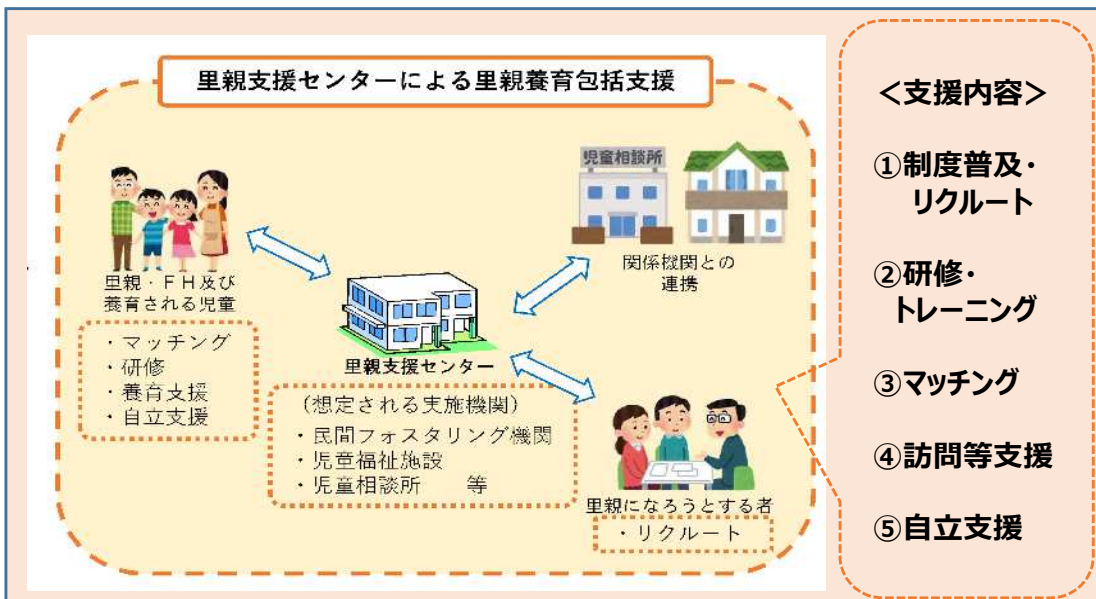 里親支援センターによる里親養育包括支援
児童相談所
里親・ＦＨ及び
養育される児童
・マッチング
・研修
・養育支援
・自立支援
関係機関との
連携
里親支援センター
（想定される実施機関）
・民間フォスタリング機関
・児童福祉施設
・児童相談所　等
里親になろうとする者
・リクルート
＜支援内容＞
①制度普及・
リクルート
②研修・
トレーニング
③マッチング
④訪問等支援
⑤自立支援